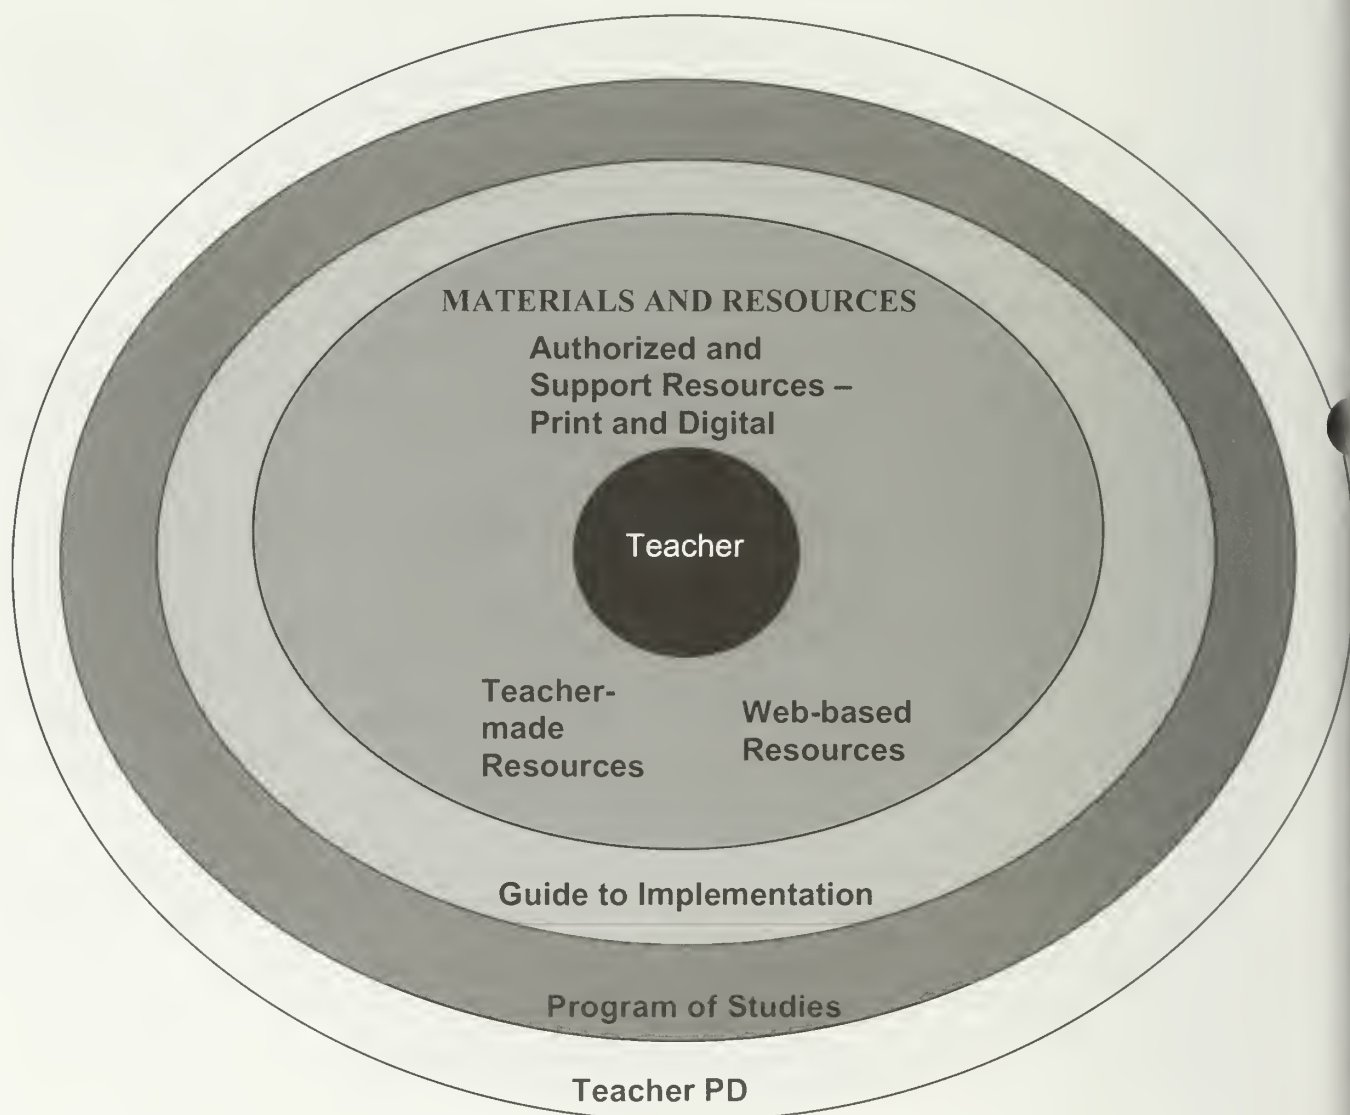 MATERIALS AND RESOURCES
Authorized and
Support Resources –
Print and Digital
Teacher
Teacher-
made
Resources
Web-based
Resources
Guide to Implementation
Program of Studies
Teacher PD